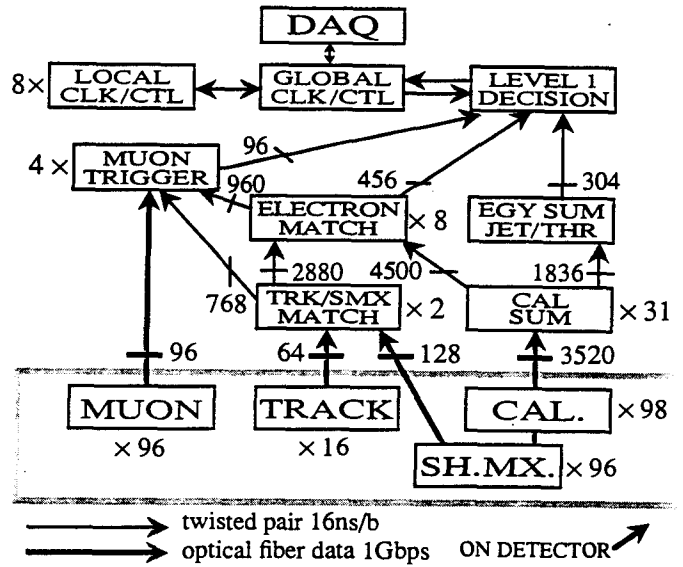 DAQ
8×
LOCAL
CLK/CTL
GLOBAL
CLK/CTL
LEVEL 1
DECISION
4 ×
MUON
TRIGGER
96
960
456
304
ELECTRON
MATCH
× 8
EGY SUM
JET/THR
768
2880
4500
1836
TRK/SMX
MATCH
× 2
CAL
SUM
× 31
96
64
128
3520
MUON
× 96
TRACK
×16
CAL.
×98
SH.MX.
×96
twisted pair 16ns/b
optical fiber data 1Gbps
ON DETECTOR